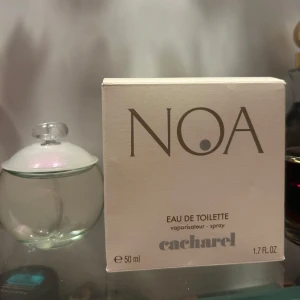 NOA
EAU DE TOILETTE
vaporisateur - spray
cacharel
e 50 ml 1.7 FL. OZ.